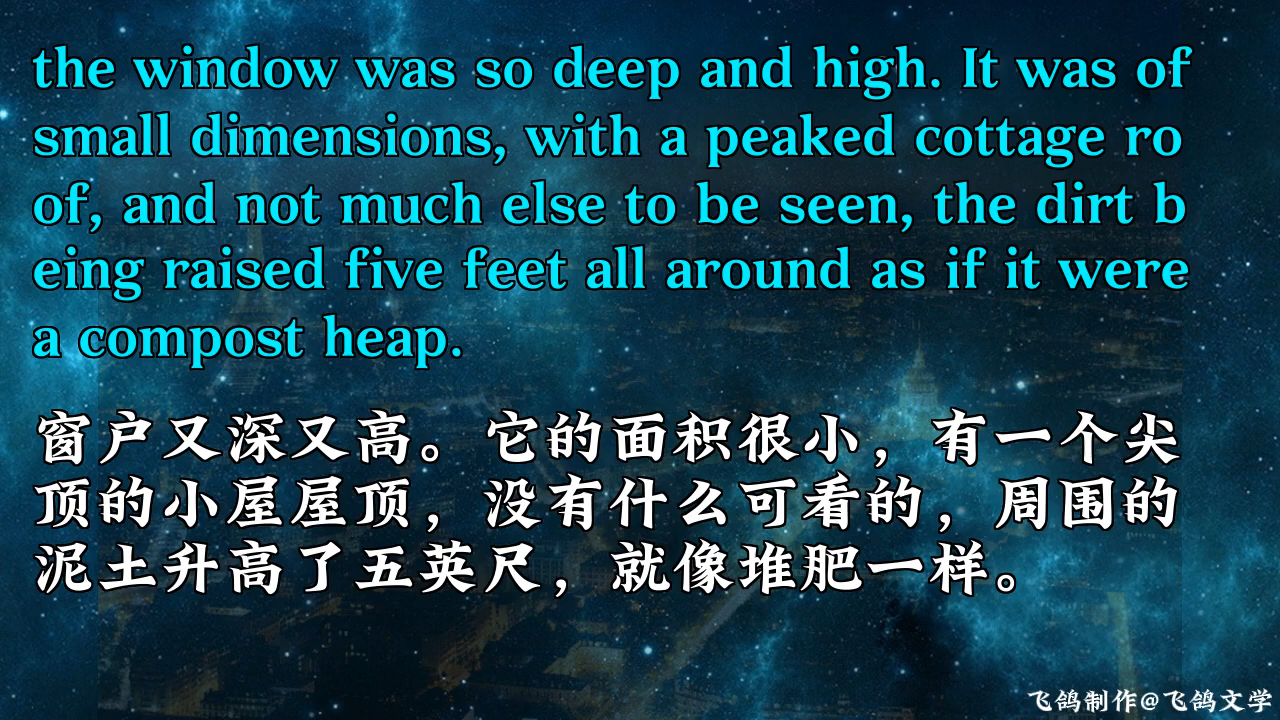 the window was so deep and high. It was of
small dimensions, with a peaked cottage ro
of, and not much else to be seen, the dirt b
eing raised five feet all around as if it were
a compost heap.
窗户又深又高。它的面积很小，有一个尖
顶的小屋屋顶，没有什么可看的，周围的
泥土升高了五英尺，就像堆肥一样。
飞鸽制作@飞鸽文学